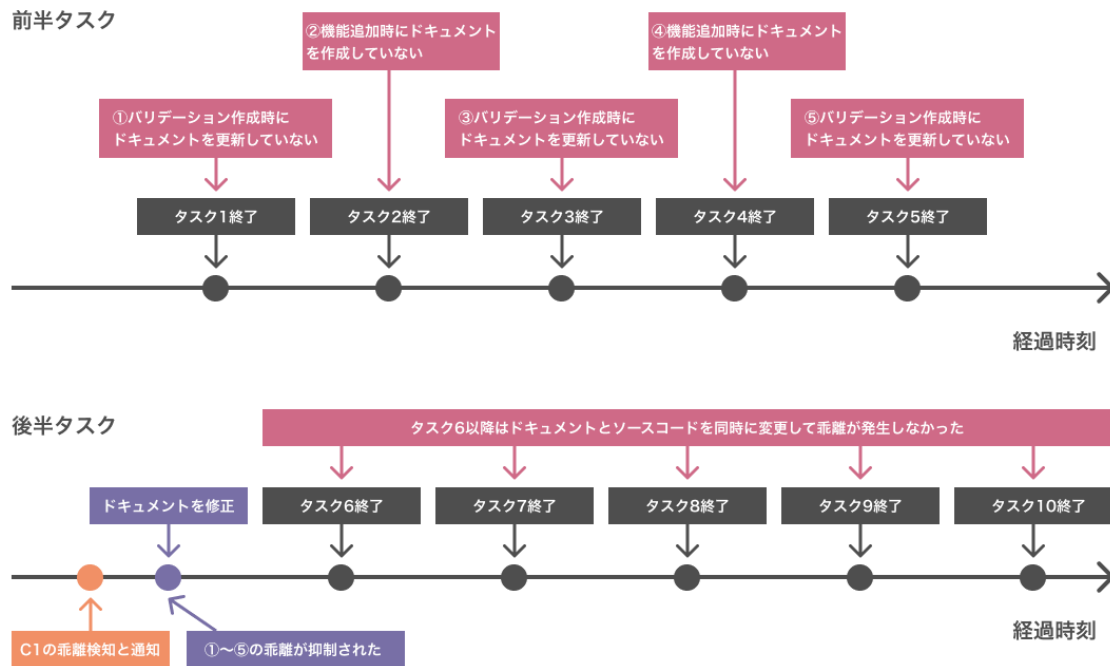 前半タスク
②機能追加時にドキュメント
を作成していない
④機能追加時にドキュメント
を作成していない
①バリデーション作成時に
ドキュメントを更新していない
③バリデーション作成時に
ドキュメントを更新していない
⑤バリデーション作成時に
ドキュメントを更新していない
タスク1終了
タスク2終了
タスク3終了
タスク4終了
タスク5終了
経過時刻
後半タスク
タスク6以降はドキュメントとソースコードを同時に変更して乖離が発生しなかった
ドキュメントを修正
タスク6終了
タスク7終了
タスク8終了
タスク9終了
タスク10終了
経過時刻
C1の乖離検知と通知
①〜⑤の乖離が抑制された